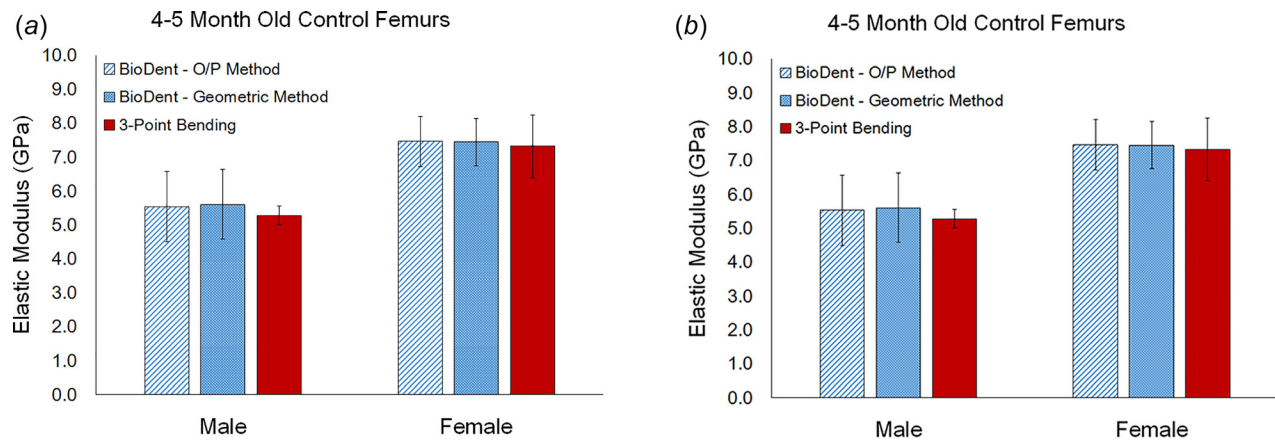 (a)
4-5 Month Old Control Femurs
Elastic Modulus (GPa)
10.0
9.0
8.0
7.0
6.0
5.0
4.0
3.0
2.0
1.0
0.0
BioDent - O/P Method
BioDent - Geometric Method
3-Point Bending
Male
Female
(b)
4-5 Month Old Control Femurs
Elastic Modulus (GPa)
10.0
9.0
8.0
7.0
6.0
5.0
4.0
3.0
2.0
1.0
0.0
BioDent - O/P Method
BioDent - Geometric Method
3-Point Bending
Male
Female